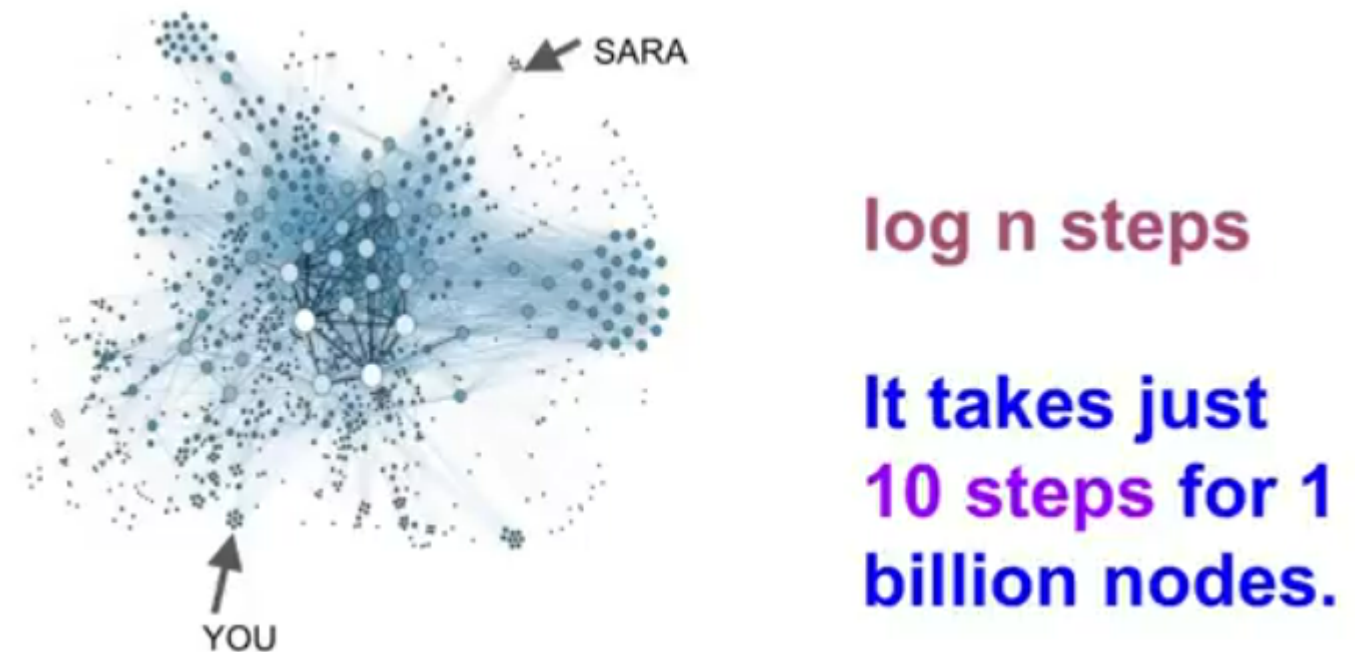 SARA
log n steps
It takes just
10 steps for 1
billion nodes.
YOU